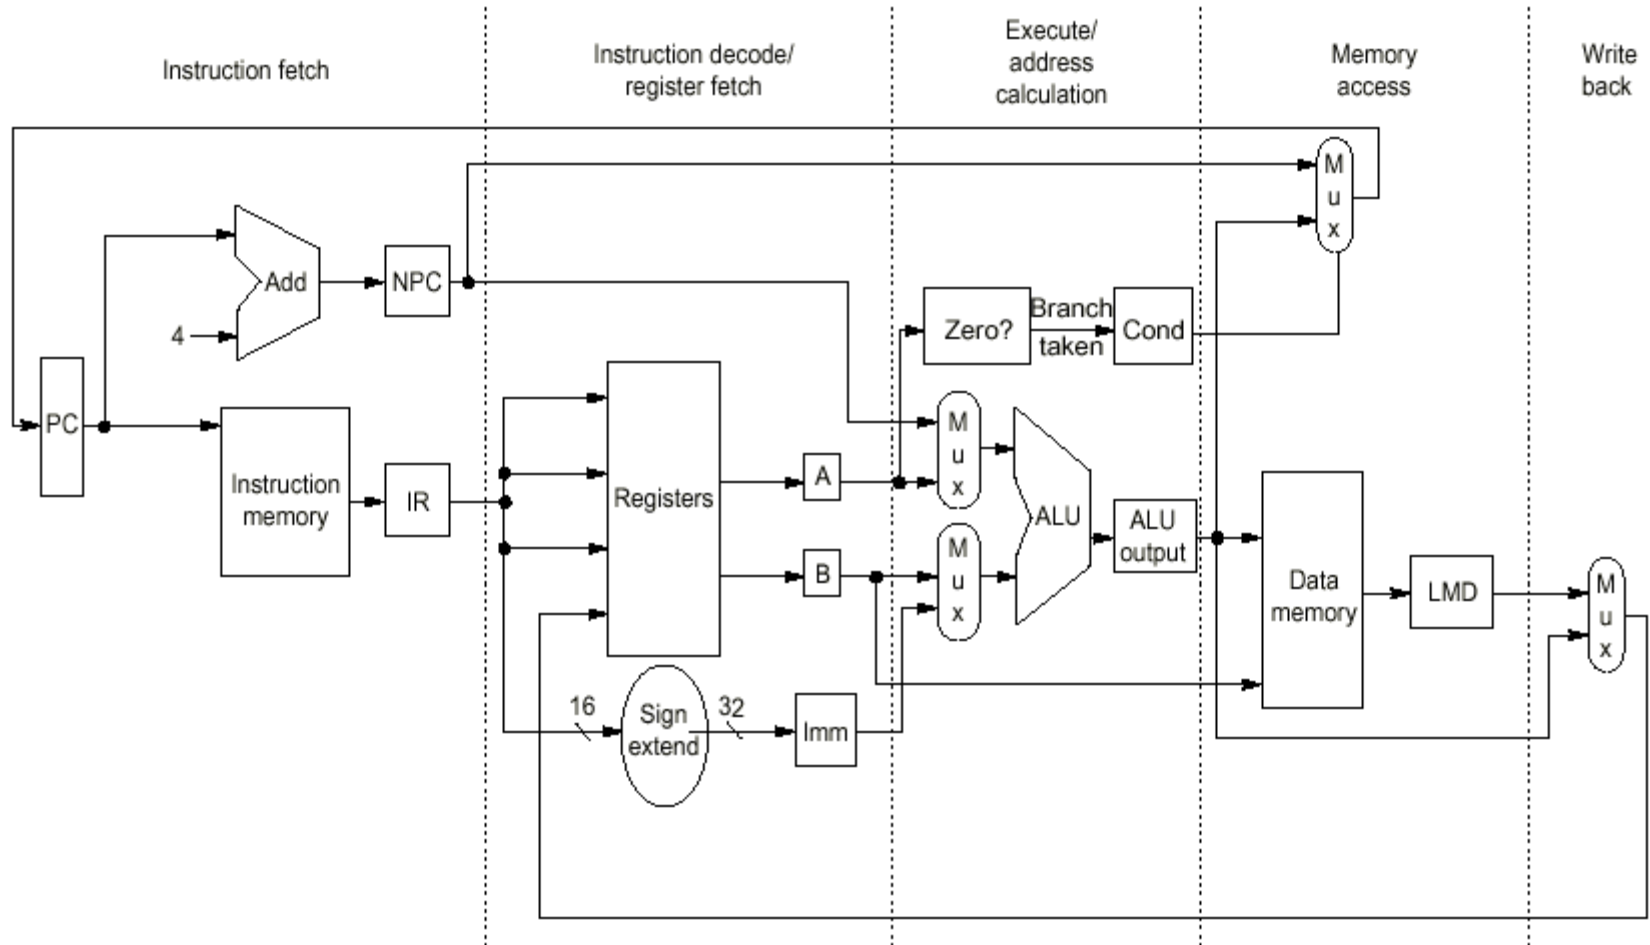 Instruction fetch
Instruction decode/
register fetch
Execute/
address
calculation
Memory
access
Write
back
M
u
x
Add
NPC
4
Zero?
Branch
taken
Cond
PC
Instruction
memory
IR
Registers
A
B
M
u
x
M
u
x
ALU
ALU
output
Data
memory
LMD
M
u
x
16
Sign
extend
32
Imm